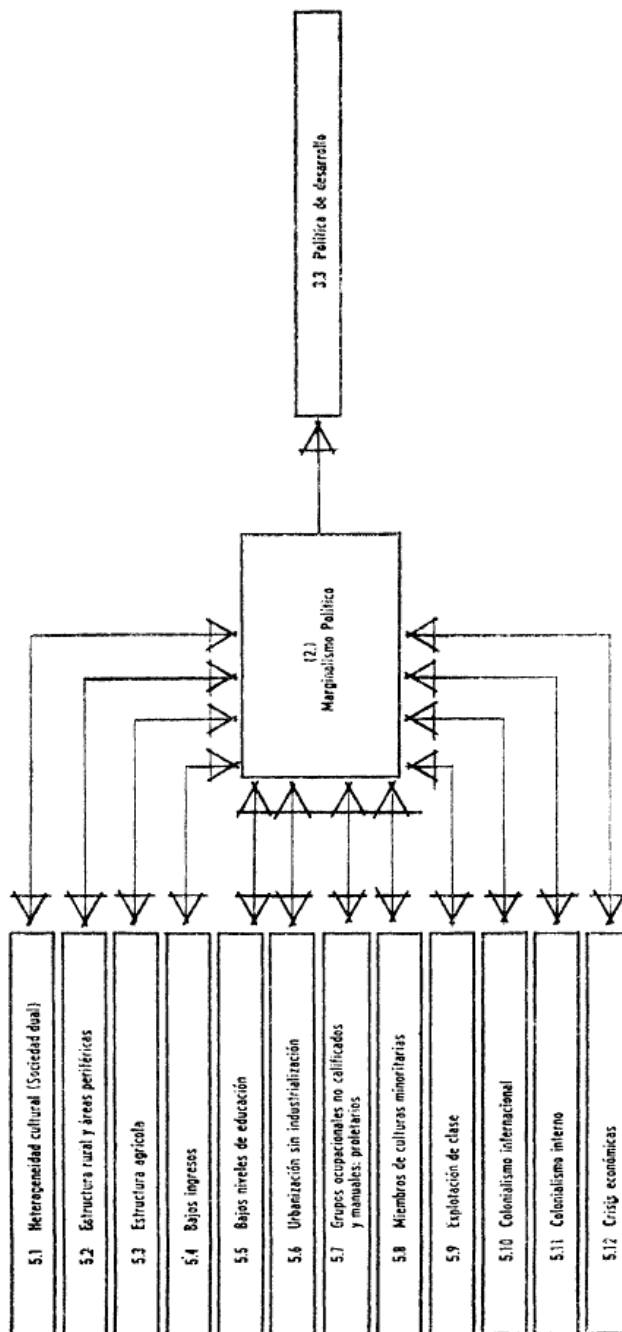 5.1 Heterogeneidad cultural (Sociedad dual)
5.2 Estructura rural y áreas periféricas
5.3 Estructura agrícola
5.4 Bajos ingresos
5.5 Bajos niveles de educación
5.6 Urbanización sin industrialización
5.7 Grupos ocupacionales no calificados
y manuales: proletarios
5.8 Miembros de culturas minoritarias
5.9 Explotación de clase
5.10 Colonialismo internacional
5.11 Colonialismo interno
5.12 Crisis económicas
(2.)
Marginalismo Político
3.3 Política de desarrollo